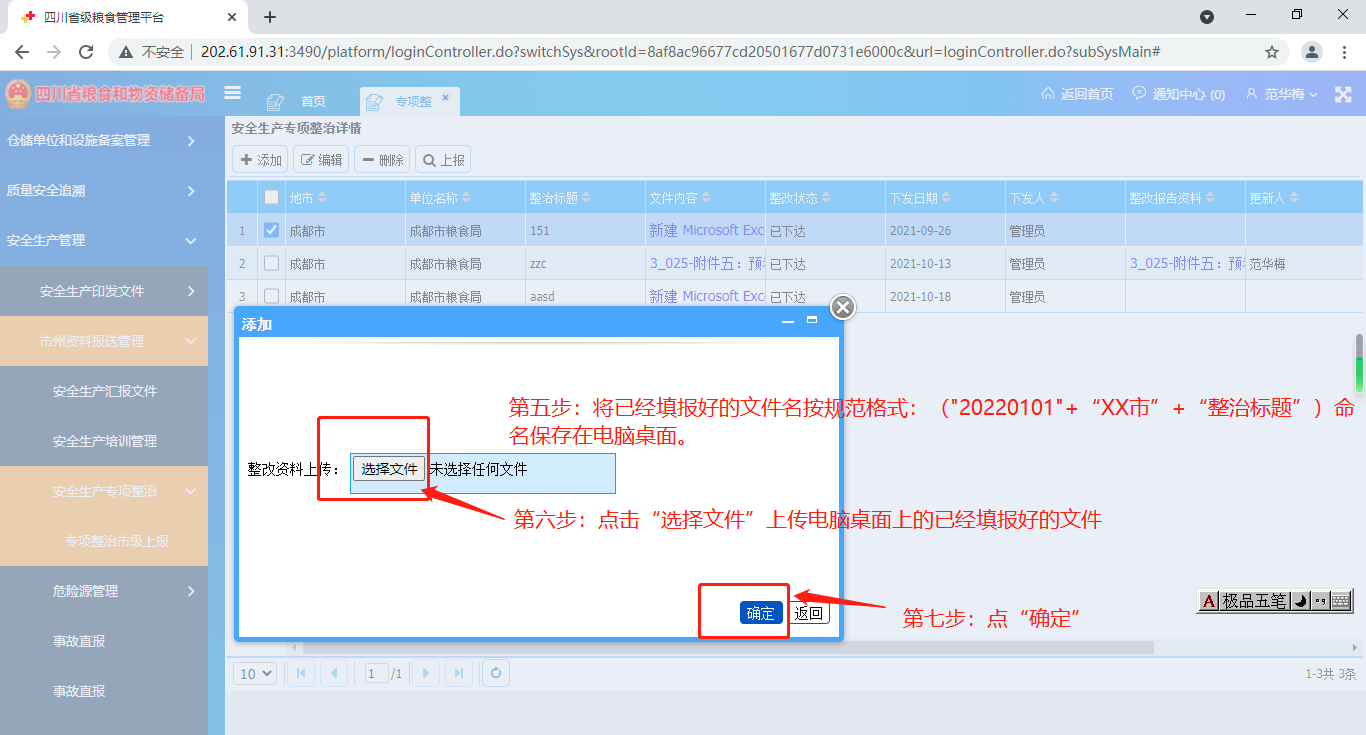 四川省级粮食管理平台
不安全 202.61.91.31:3490/platform/loginController.do?switchSys&rootId=8af8ac96677cd20501677d0731e6000c&url=loginController.do?subSysMain#
四川省粮食和物资储备局
首页
专项整
返回首页
通知中心 (0)
范华梅
仓储单位和设施备案管理
质量安全追溯
安全生产管理
安全生产印发文件
市州资料报送管理
安全生产汇报文件
安全生产培训管理
安全生产专项整治
专项整治市级上报
危险源管理
事故直报
事故直报
安全生产专项整治详情
添加 编辑 删除 上报
地市 单位名称 整治标题 文件内容 整改状态 下发日期 下发人 整改报告资料 更新人
1 成都市 成都市粮食局 151 新建 Microsoft Exc 已下达 2021-09-26 管理员
2 成都市 成都市粮食局 zzc 3_025-附件五：预 已下达 2021-10-13 管理员 3_025-附件五：预 范华梅
3 成都市 成都市粮食局 aasd 新建 Microsoft Exc 已下达 2021-10-18 管理员
添加
第五步：将已经填报好的文件名按规范格式：（"20220101"+“XX市”+“整治标题”）命
名保存在电脑桌面。
整改资料上传： 选择文件 未选择任何文件
第六步：点击“选择文件”上传电脑桌面上的已经填报好的文件
确定 返回
第七步：点“确定”
A 极品五笔
10 1 /1
1-3共 3条